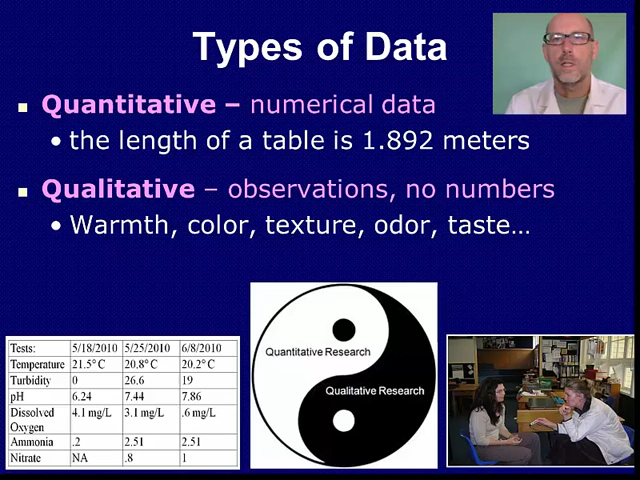 Types of Data
Quantitative – numerical data
• the length of a table is 1.892 meters
Qualitative – observations, no numbers
• Warmth, color, texture, odor, taste…
Tests: 5/18/2010 5/25/2010 6/8/2010
Temperature 21.5° C 20.8° C 20.2° C
Turbidity 0 26.6 19
pH 6.24 7.44 7.86
Dissolved Oxygen 4.1 mg/L 3.1 mg/L .6 mg/L
Ammonia .2 2.51 2.51
Nitrate NA .8 1
Quantitative Research
Qualitative Research